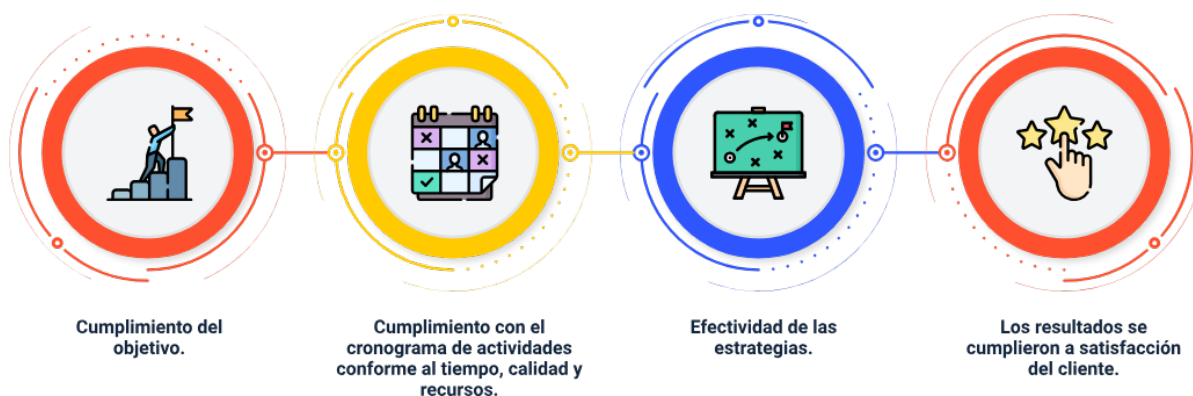 Cumplimiento del
objetivo.
Cumplimiento con el
cronograma de actividades
conforme al tiempo, calidad y
recursos.
Efectividad de las
estrategias.
Los resultados se
cumplieron a satisfacción
del cliente.